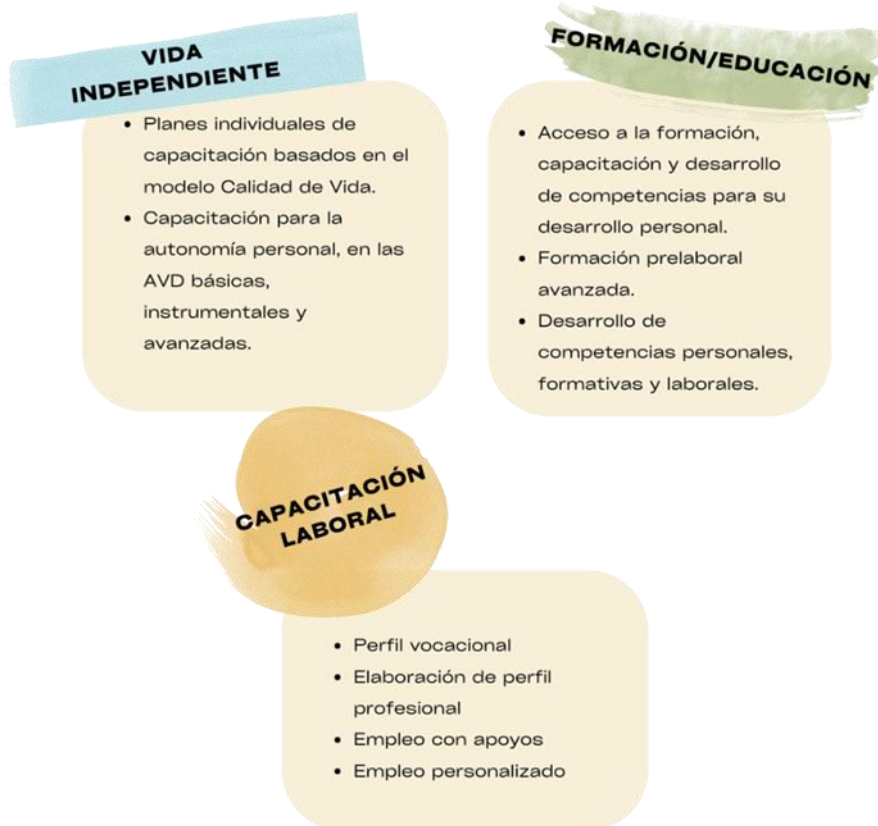 VIDA
INDEPENDIENTE
• Planes individuales de
capacitación basados en el
modelo Calidad de Vida.
• Capacitación para la
autonomía personal, en las
AVD básicas,
instrumentales y
avanzadas.
FORMACIÓN/EDUCACIÓN
• Acceso a la formación,
capacitación y desarrollo
de competencias para su
desarrollo personal.
• Formación prelaboral
avanzada.
• Desarrollo de
competencias personales,
formativas y laborales.
CAPACITACIÓN
LABORAL
• Perfil vocacional
• Elaboración de perfil
profesional
• Empleo con apoyos
• Empleo personalizado